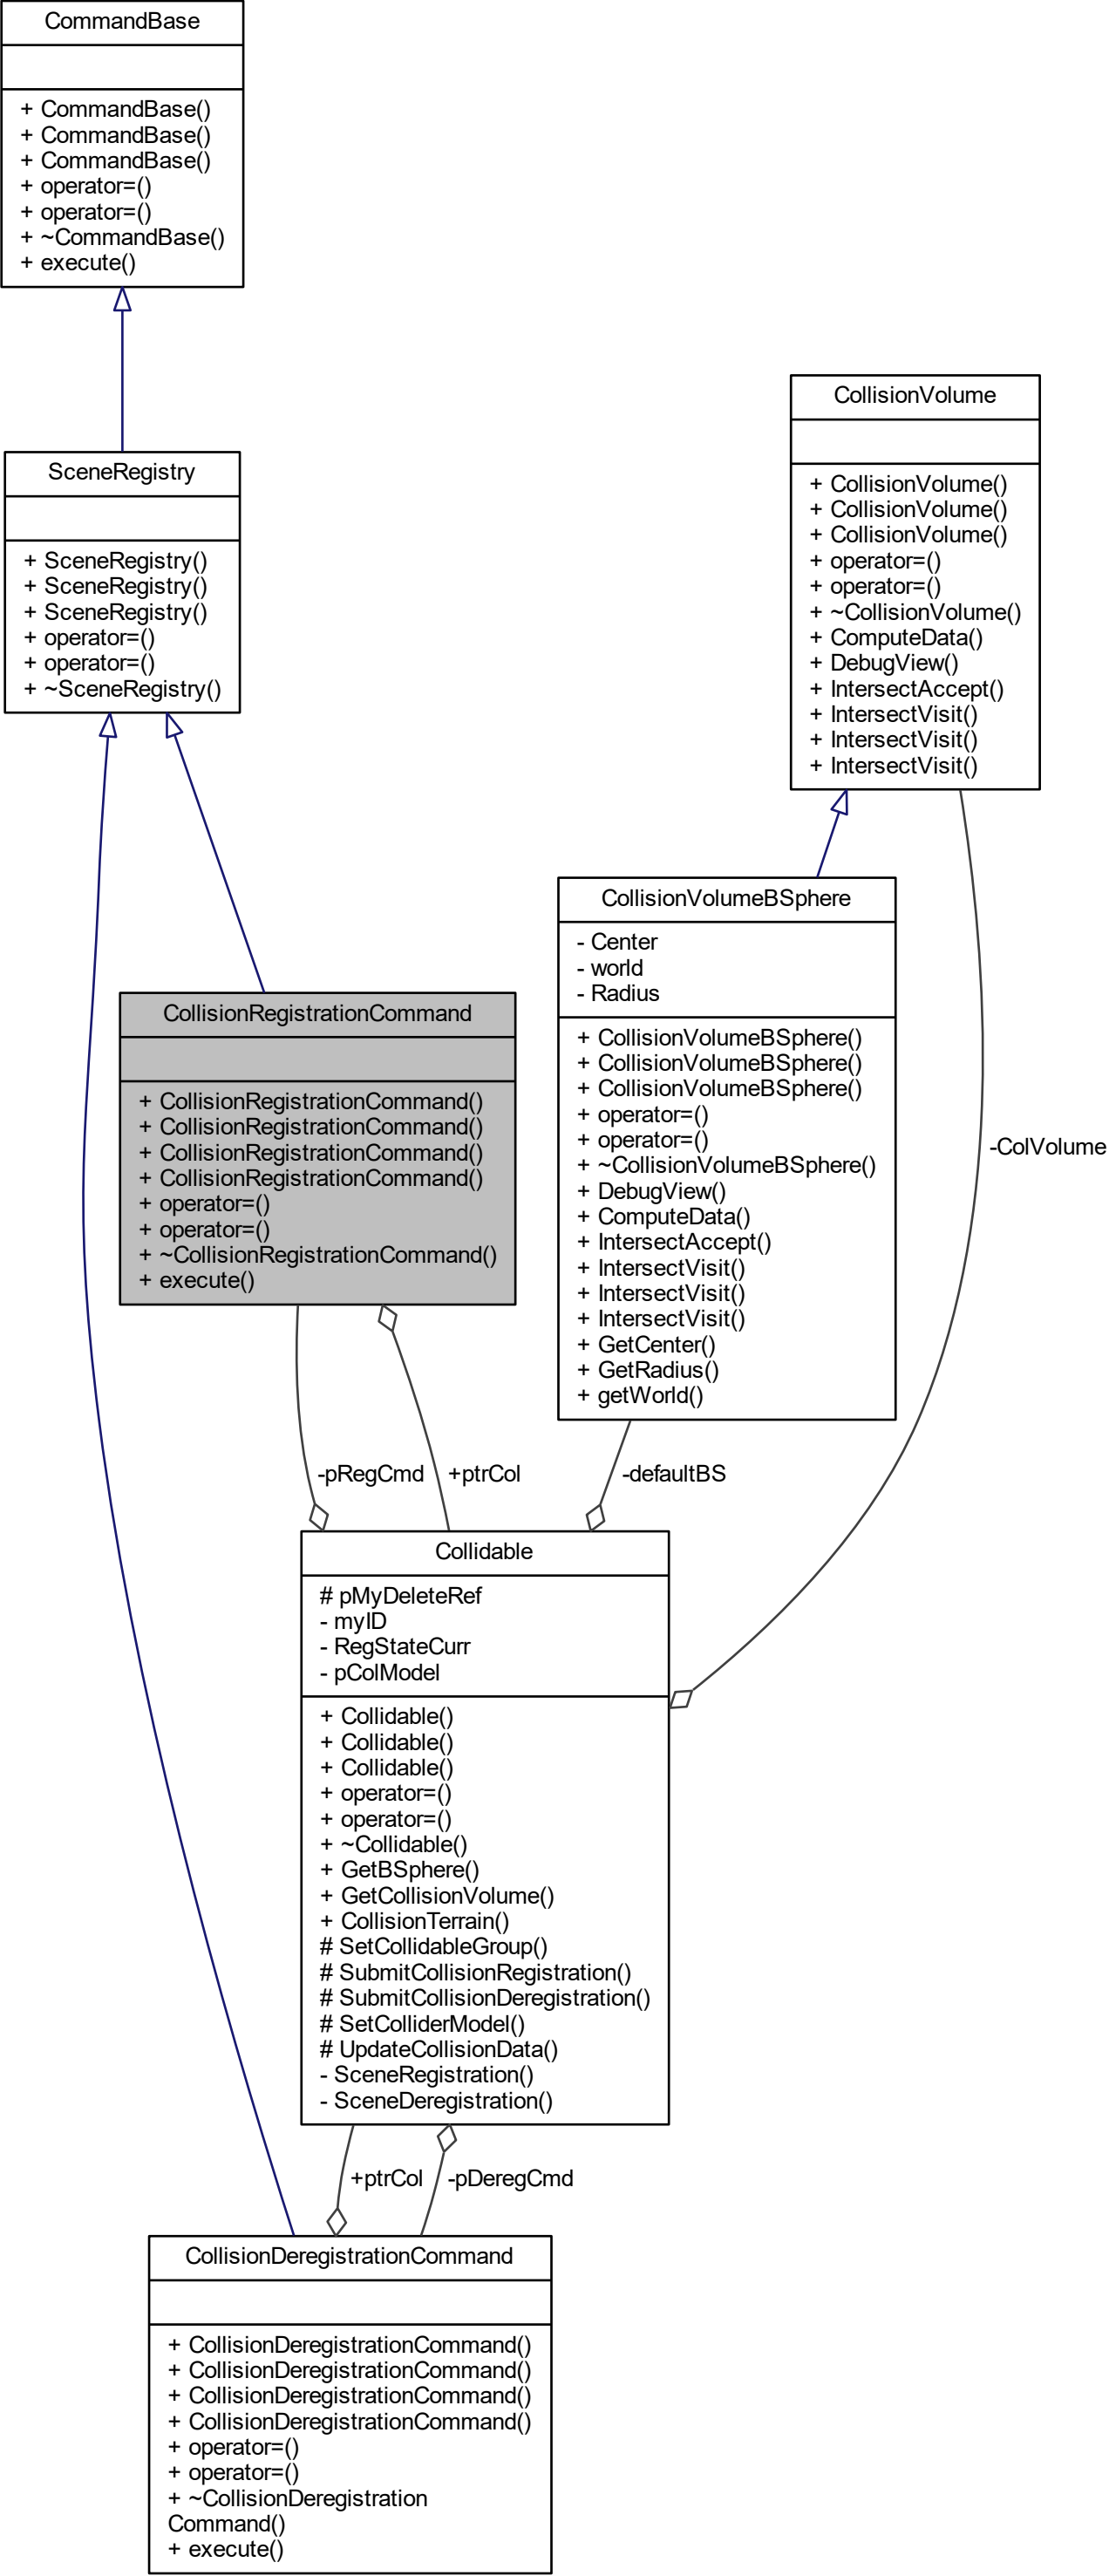 CommandBase
+ CommandBase()
+ CommandBase()
+ CommandBase()
+ operator=()
+ operator=()
+ ~CommandBase()
+ execute()
SceneRegistry
+ SceneRegistry()
+ SceneRegistry()
+ SceneRegistry()
+ operator=()
+ operator=()
+ ~SceneRegistry()
CollisionVolume
+ CollisionVolume()
+ CollisionVolume()
+ CollisionVolume()
+ operator=()
+ operator=()
+ ~CollisionVolume()
+ ComputeData()
+ DebugView()
+ IntersectAccept()
+ IntersectVisit()
+ IntersectVisit()
+ IntersectVisit()
CollisionVolumeBSphere
- Center
- world
- Radius
+ CollisionVolumeBSphere()
+ CollisionVolumeBSphere()
+ CollisionVolumeBSphere()
+ operator=()
+ operator=()
+ ~CollisionVolumeBSphere()
+ DebugView()
+ ComputeData()
+ IntersectAccept()
+ IntersectVisit()
+ IntersectVisit()
+ IntersectVisit()
+ GetCenter()
+ GetRadius()
+ getWorld()
CollisionRegistrationCommand
+ CollisionRegistrationCommand()
+ CollisionRegistrationCommand()
+ CollisionRegistrationCommand()
+ CollisionRegistrationCommand()
+ operator=()
+ operator=()
+ ~CollisionRegistrationCommand()
+ execute()
-ColVolume
-pRegCmd
+ptrCol
-defaultBS
Collidable
# pMyDeleteRef
- myID
- RegStateCurr
- pColModel
+ Collidable()
+ Collidable()
+ Collidable()
+ operator=()
+ operator=()
+ ~Collidable()
+ GetBSphere()
+ GetCollisionVolume()
+ CollisionTerrain()
# SetCollidableGroup()
# SubmitCollisionRegistration()
# SubmitCollisionDeregistration()
# SetColliderModel()
# UpdateCollisionData()
- SceneRegistration()
- SceneDeregistration()
+ptrCol
-pDeregCmd
CollisionDeregistrationCommand
+ CollisionDeregistrationCommand()
+ CollisionDeregistrationCommand()
+ CollisionDeregistrationCommand()
+ CollisionDeregistrationCommand()
+ operator=()
+ operator=()
+ ~CollisionDeregistration
Command()
+ execute()